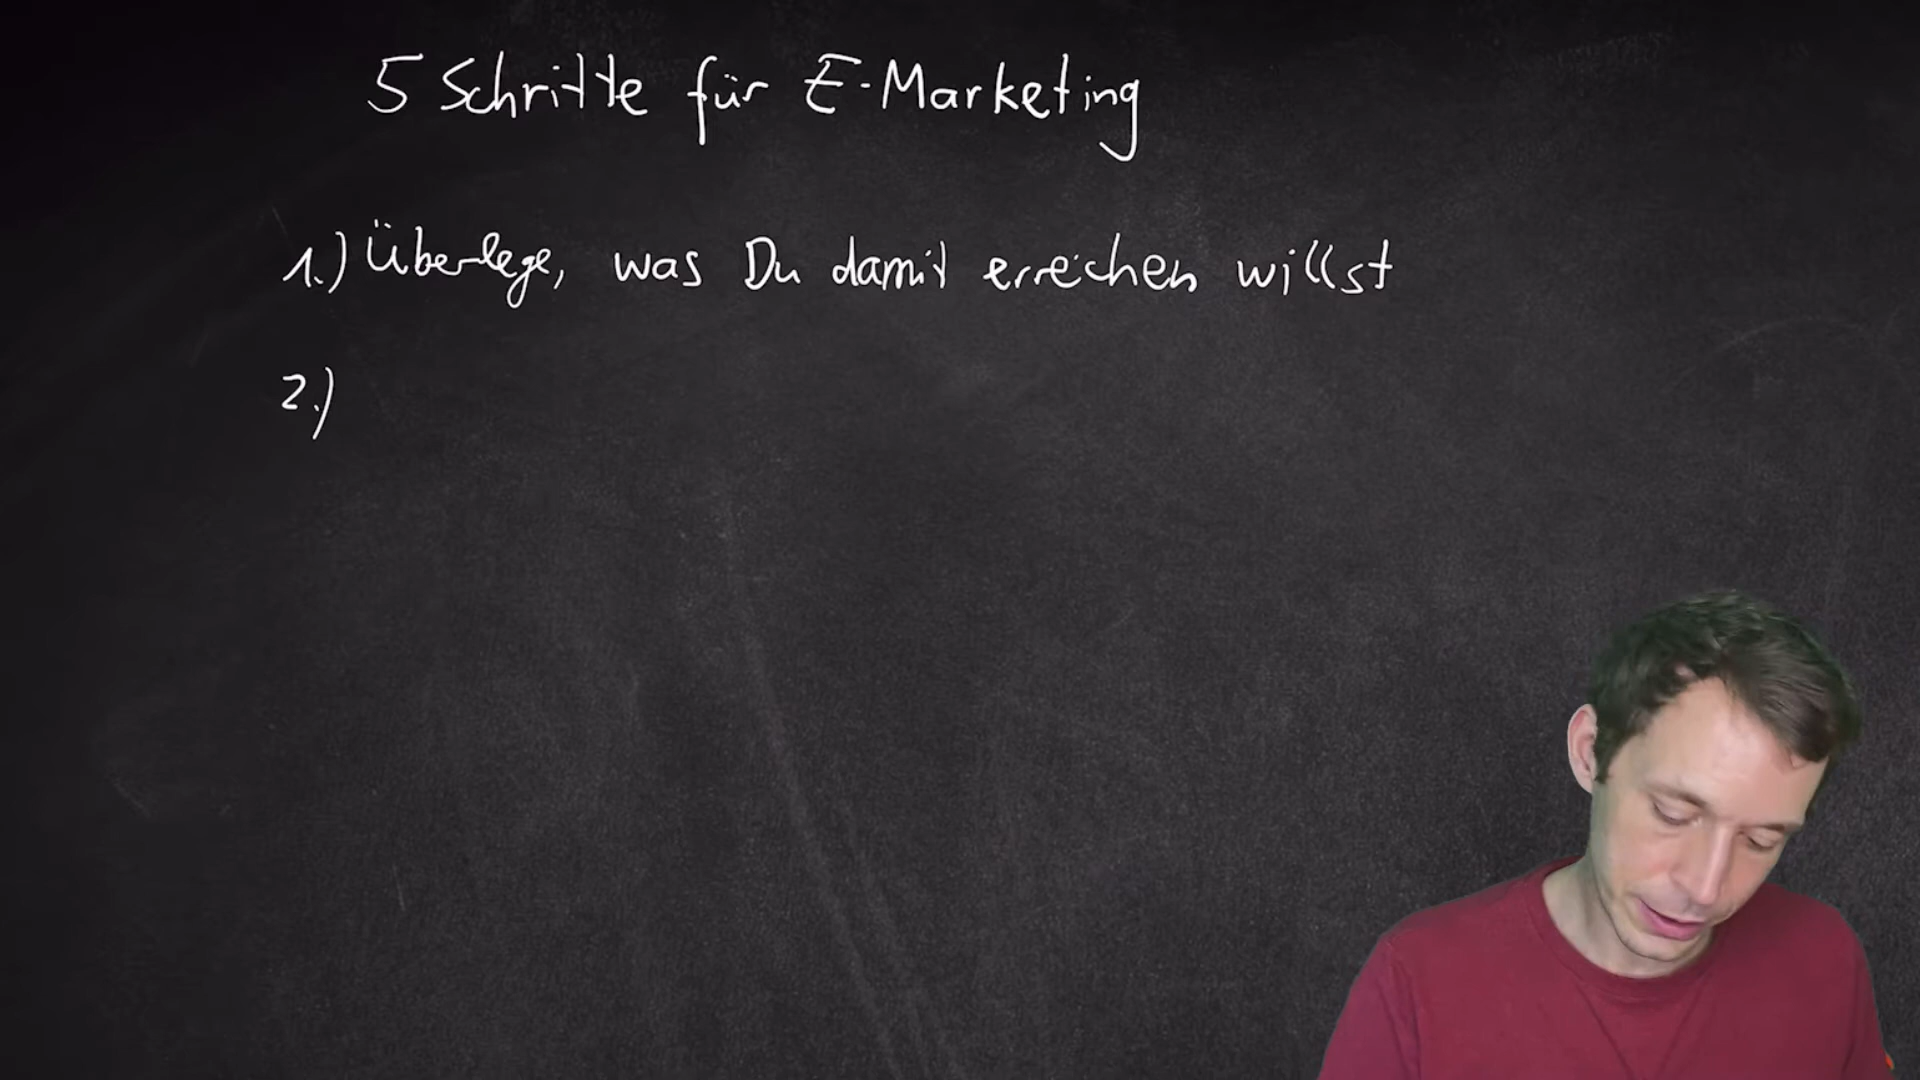 5 Schritte für E-Marketing
1.) Überlege, was Du damit erreichen willst
2.)